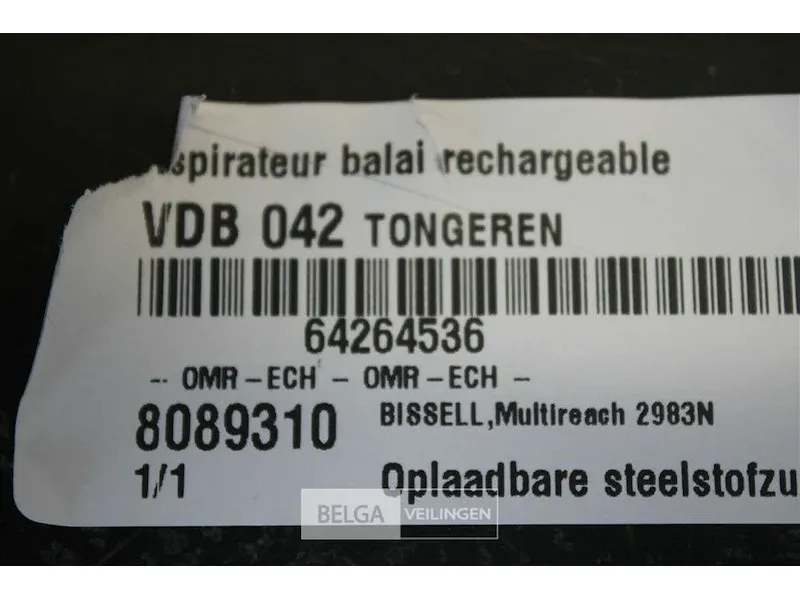 spirateur balai rechargeable
VDB 042 TONGEREN
64264536
-- OMR-ECH - OMR-ECH -
8089310 BISSELL,Multireach 2983N
1/1 Oplaadbare steelstofzu
BELGA VEILINGEN